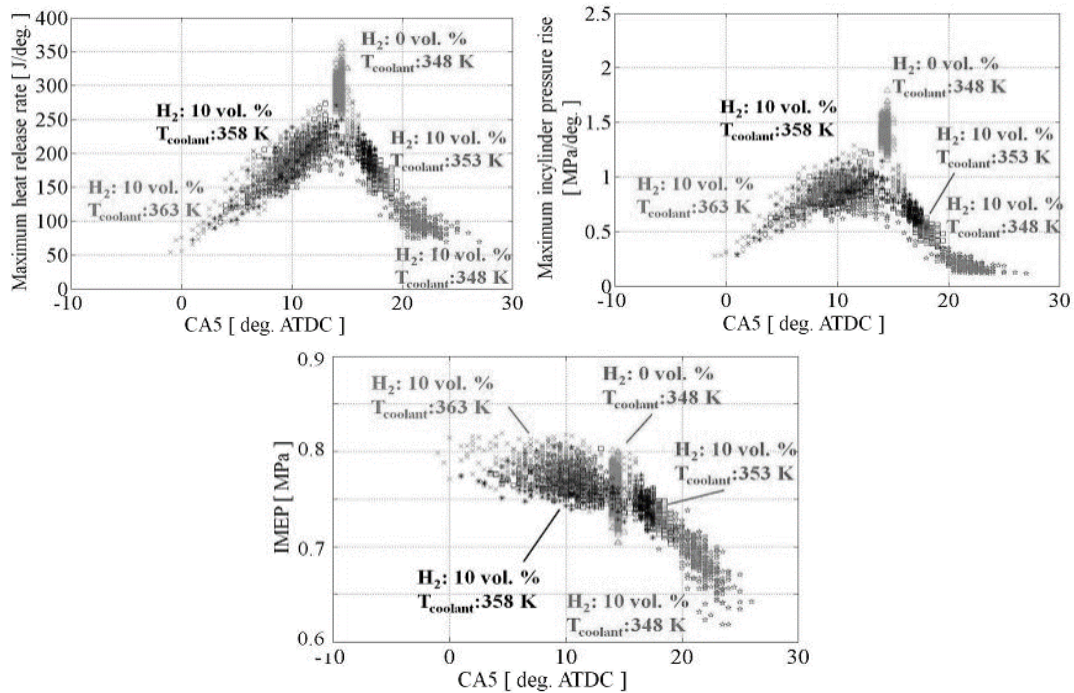 Maximum heat release rate [ J/deg. ]
400
350
300
250
200
150
100
50
0
-10
0
10
20
30
CA5 [ deg. ATDC ]
H2: 0 vol. %
Tcoolant:348 K
H2: 10 vol. %
Tcoolant:358 K
H2: 10 vol. %
Tcoolant:353 K
H2: 10 vol. %
Tcoolant:363 K
H2: 10 vol. %
Tcoolant:348 K
Maximum incylinder pressure rise
[ MPa/deg. ]
2.5
2
1.5
1
0.5
0
-10
0
10
20
30
CA5 [ deg. ATDC ]
H2: 0 vol. %
Tcoolant:348 K
H2: 10 vol. %
Tcoolant:358 K
H2: 10 vol. %
Tcoolant:353 K
H2: 10 vol. %
Tcoolant:363 K
H2: 10 vol. %
Tcoolant:348 K
IMEP [ MPa ]
0.9
0.8
0.7
0.6
-10
0
10
20
30
CA5 [ deg. ATDC ]
H2: 10 vol. %
Tcoolant:363 K
H2: 0 vol. %
Tcoolant:348 K
H2: 10 vol. %
Tcoolant:353 K
H2: 10 vol. %
Tcoolant:358 K
H2: 10 vol. %
Tcoolant:348 K